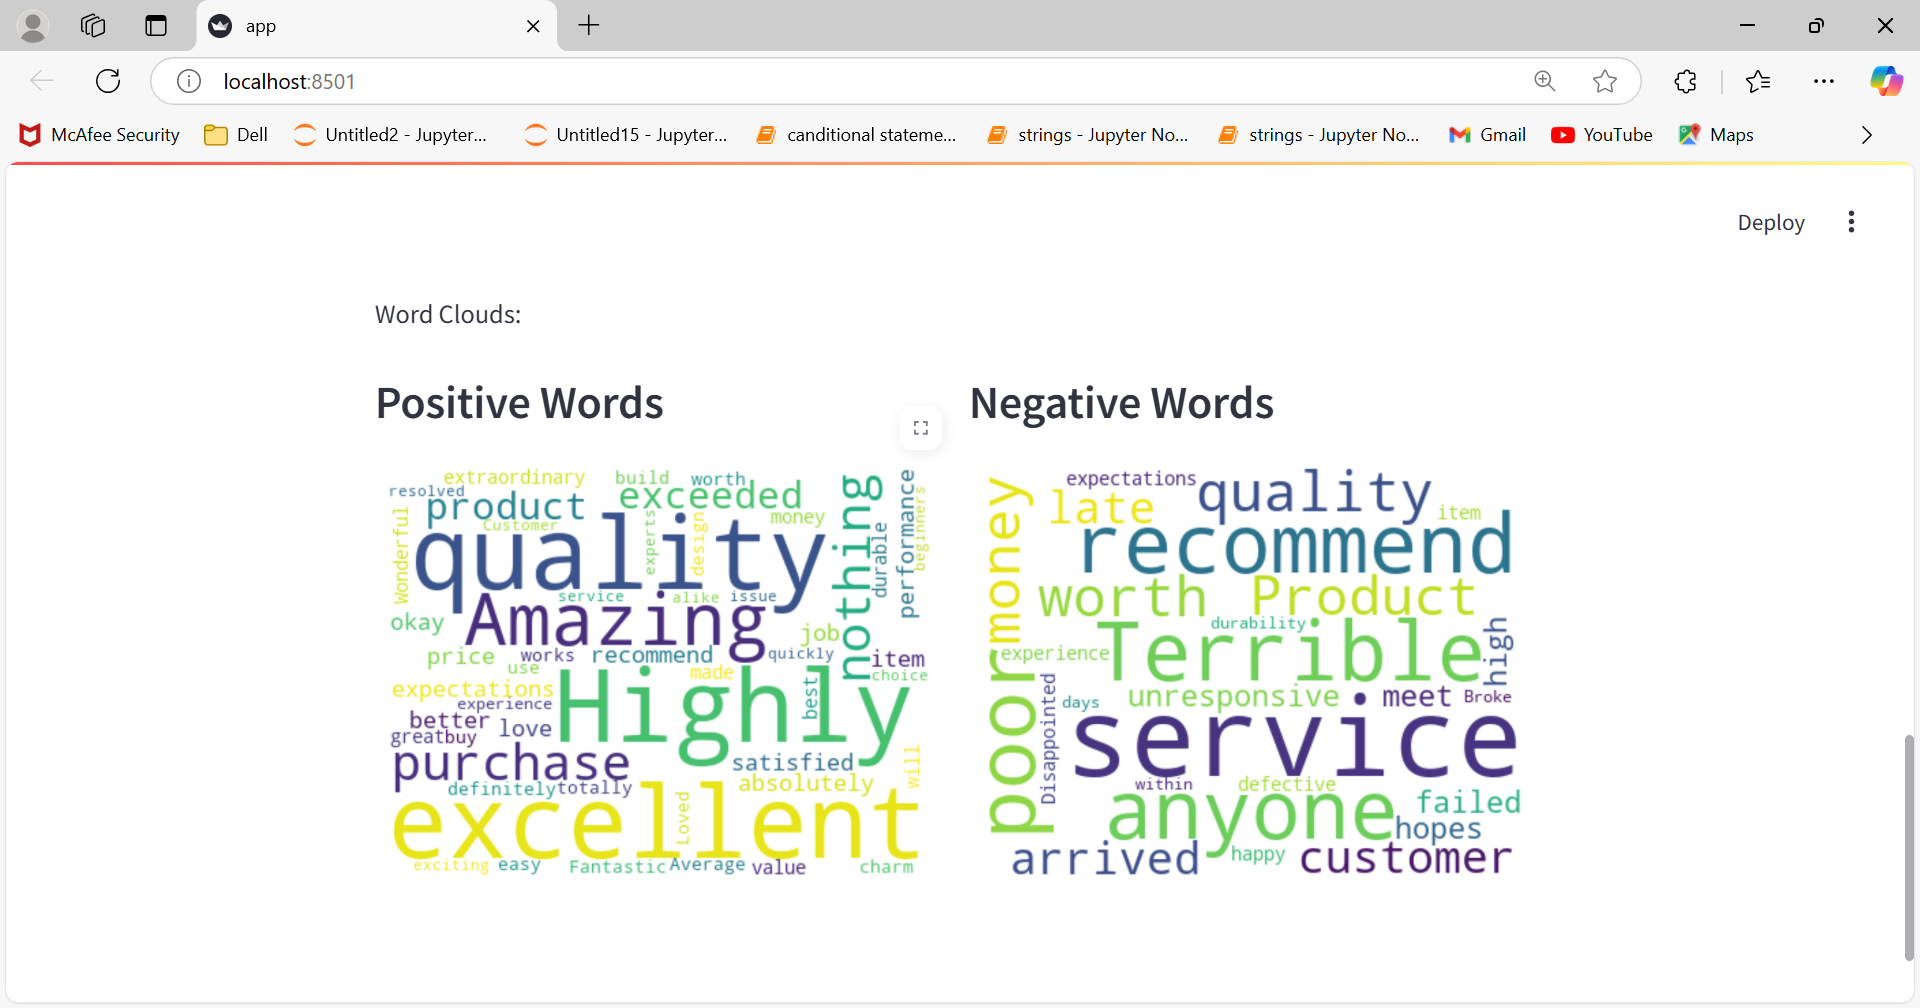 app
localhost:8501
McAfee Security
Dell
Untitled2 - Jupyter...
Untitled15 - Jupyter...
canditional stateme...
strings - Jupyter No...
strings - Jupyter No...
Gmail
YouTube
Maps
Deploy
Word Clouds:
Positive Words
Negative Words
extraordinary
build
worth
resolved
product
exceeded
Customer
money
Wonderful
quality
experts
design
nothing
durable
performance
beginners
service
alike
issue
okay
Amazing
job
price
works
recommend
quickly
item
use
made
choice
expectations
experience
Highly
best
better
love
great
buy
purchase
satisfied
absolutely
will
definitely
totally
excellent
Loved
exciting
easy
Fantastic
Average
value
charm
expectations
quality
late
item
money
recommend
worth
Product
durability
Terrible
high
experience
poor
Disappointed
days
unresponsive
meet
Broke
service
within
defective
anyone
failed
hopes
arrived
happy
customer